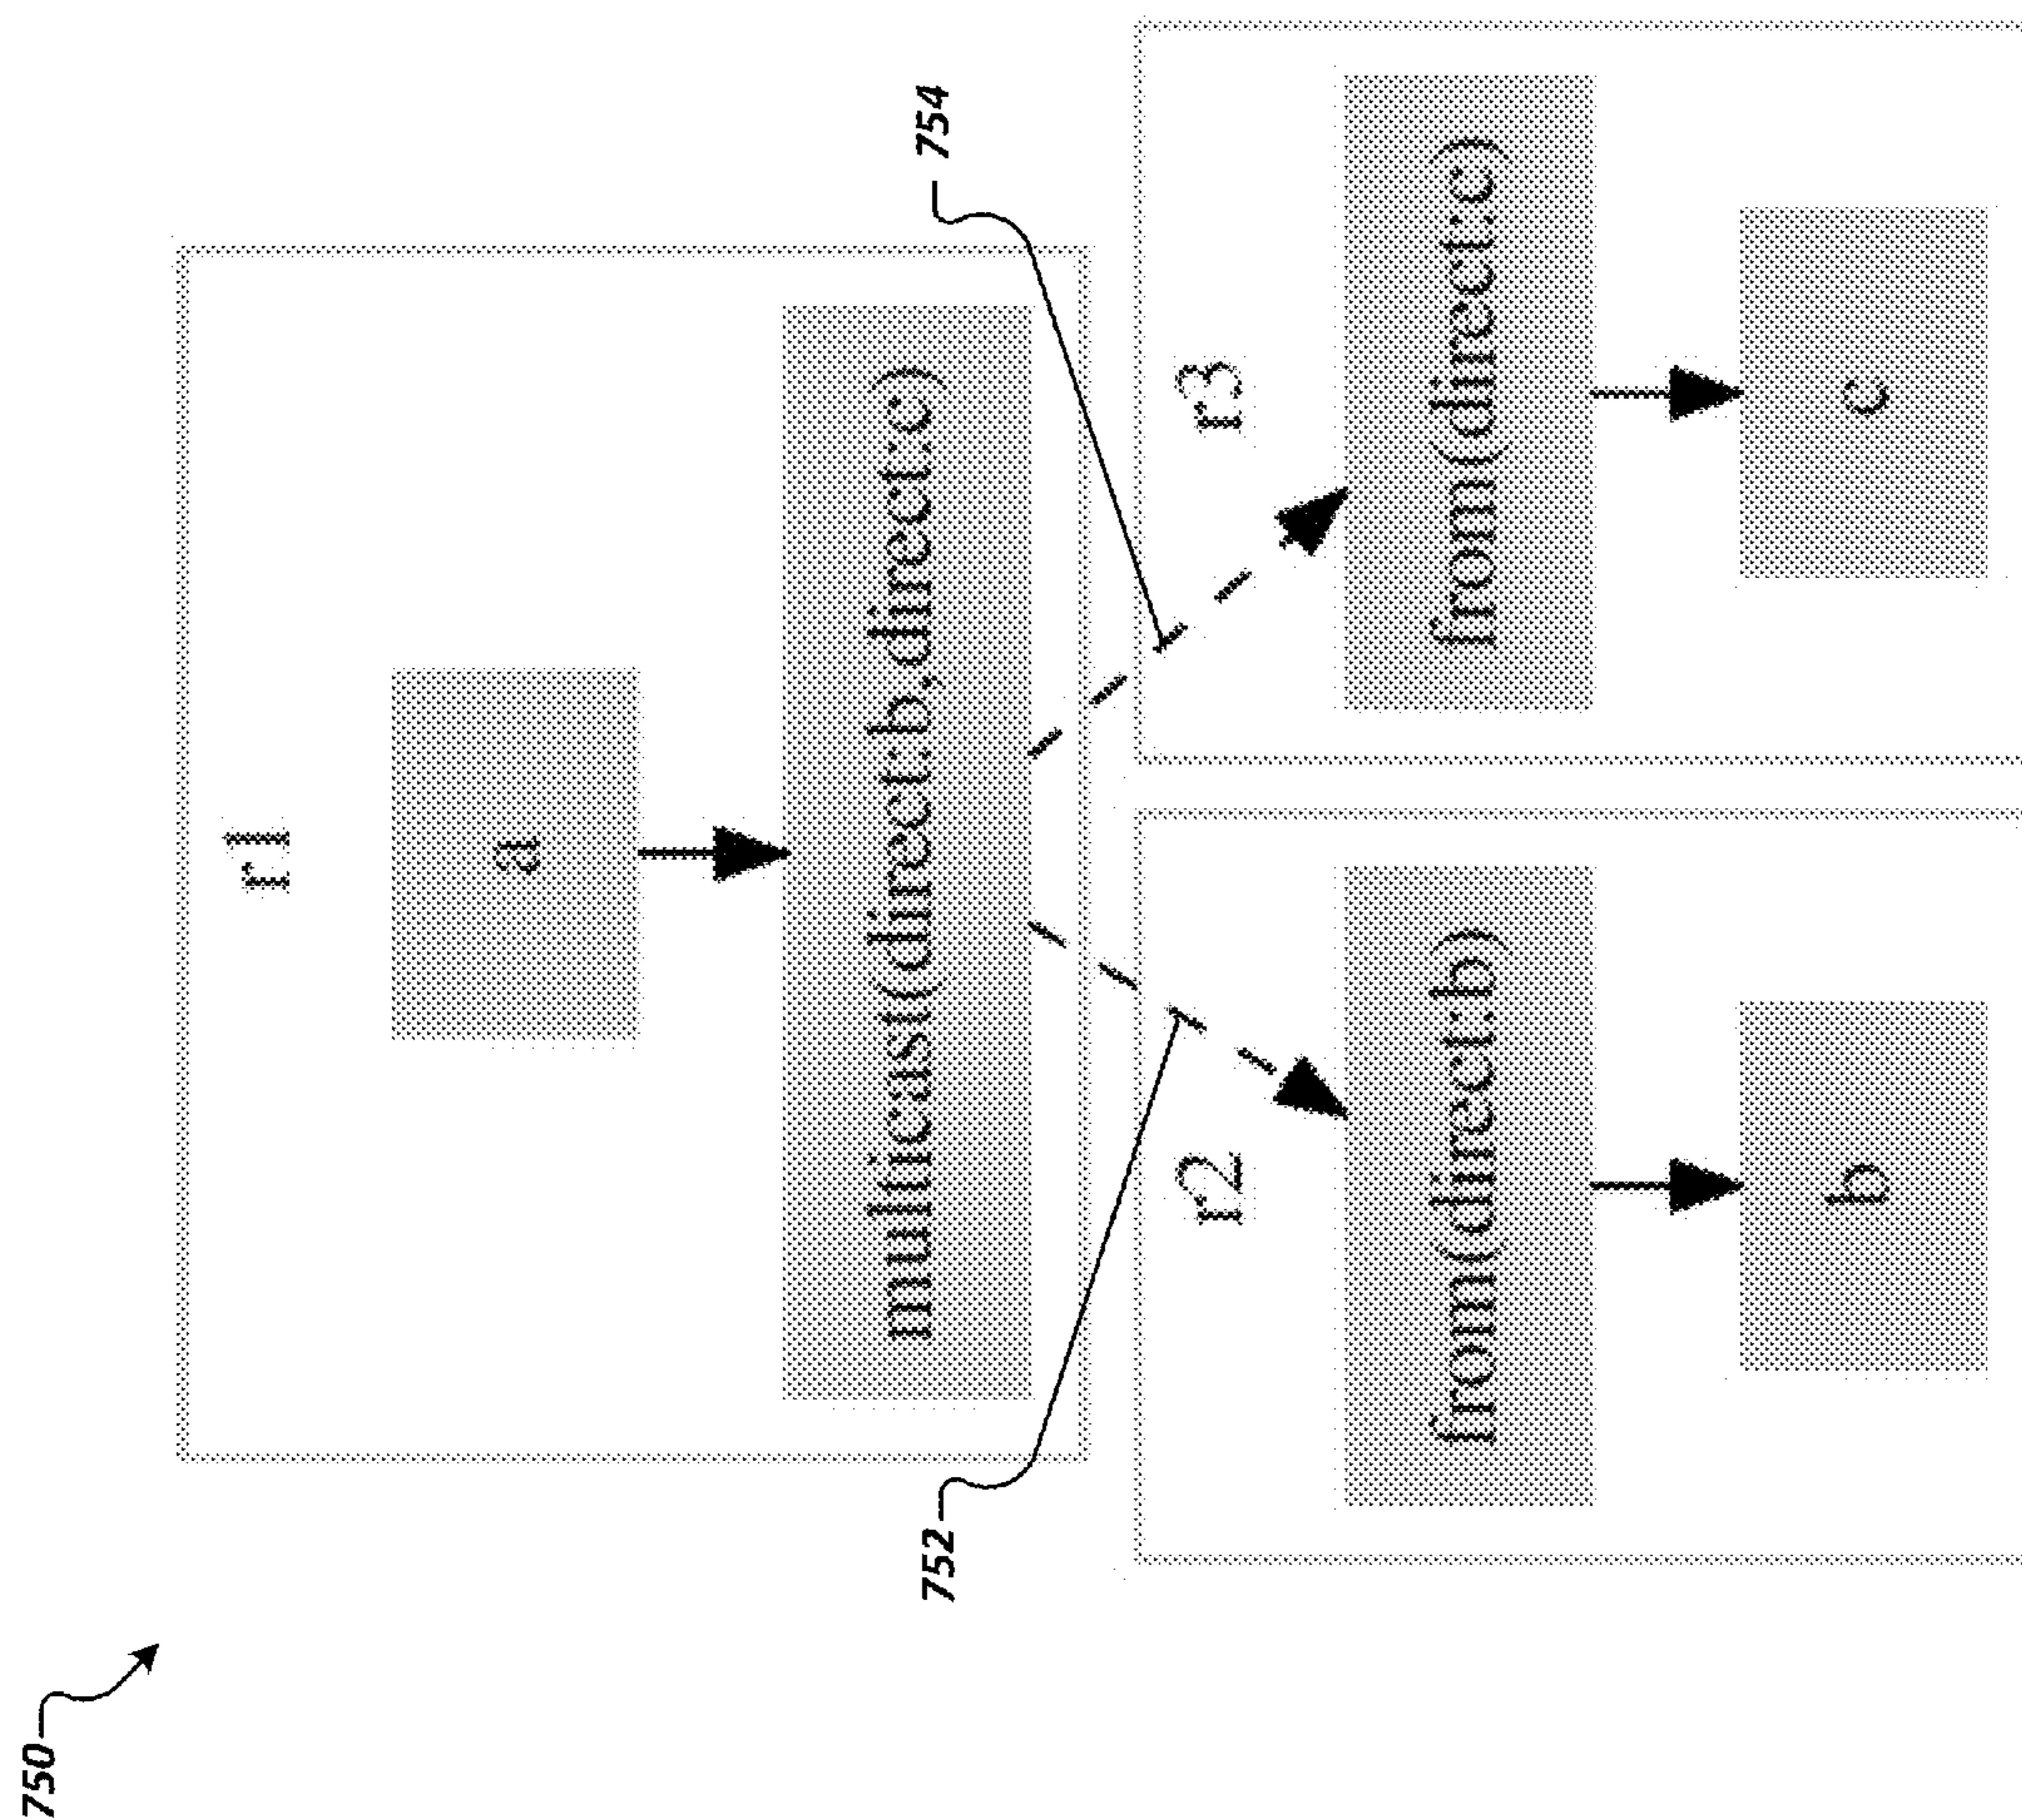 750
r1
a
multicast(direct:b,direct:c)
752
754
r2
from(direct:b)
b
r3
from(direct:c)
c